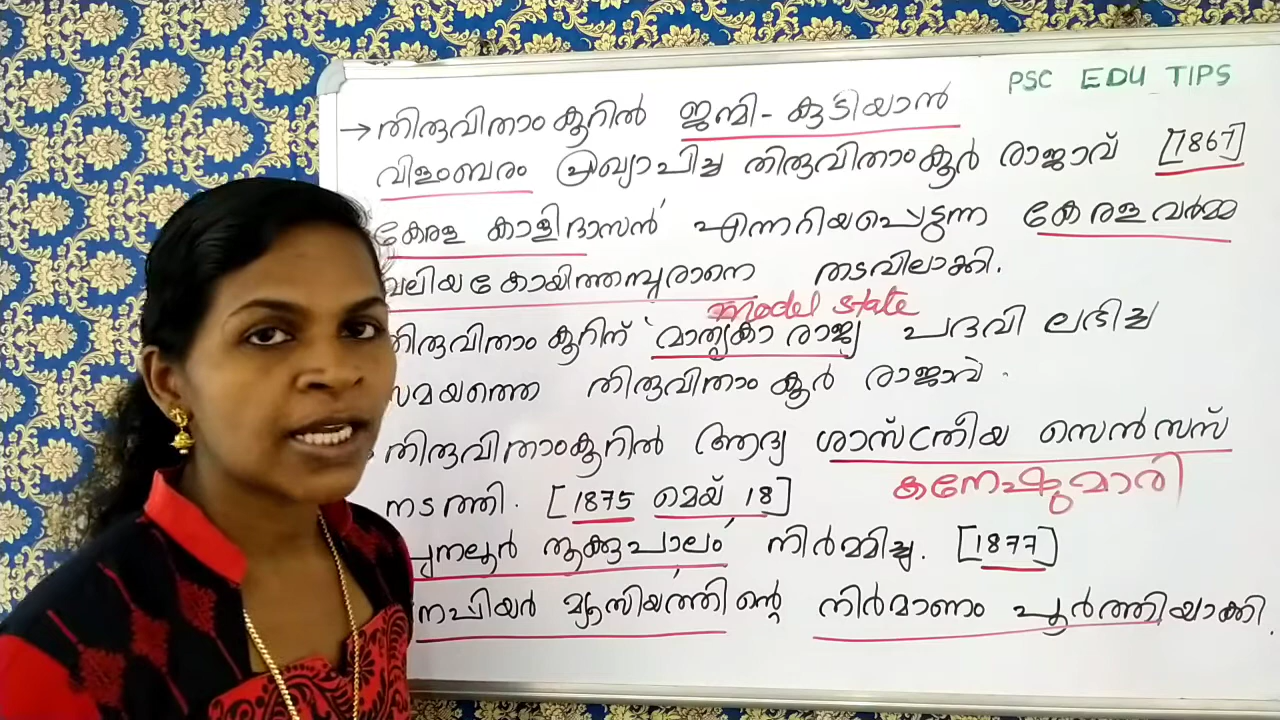 PSC EDU TIPS
→ തിരുവിതാംകൂറിൽ ജന്മി - കുടിയാൻ
വിളംബരം പ്രഖ്യാപിച്ച തിരുവിതാംകൂർ രാജാവ് [1867]
കേരള കാളിദാസൻ എന്നറിയപ്പെടുന്ന കേരളവർമ്മ
വലിയകോയിത്തമ്പുരാനെ തടവിലാക്കി.
model state
തിരുവിതാംകൂറിന് 'മാതൃകാ രാജ്യ പദവി ലഭിച്ച
സമയത്തെ തിരുവിതാംകൂർ രാജാവ് .
തിരുവിതാംകൂറിൽ ആദ്യ ശാസ്ത്രീയ സെൻസസ്
നടത്തി. [1875 മെയ് 18]
കനേഷുമാരി
പുനലൂർ തൂക്കുപാലം നിർമ്മിച്ചു. [1877]
നേപ്പിയർ മ്യൂസിയത്തിന്റെ നിർമാണം പൂർത്തിയാക്കി.